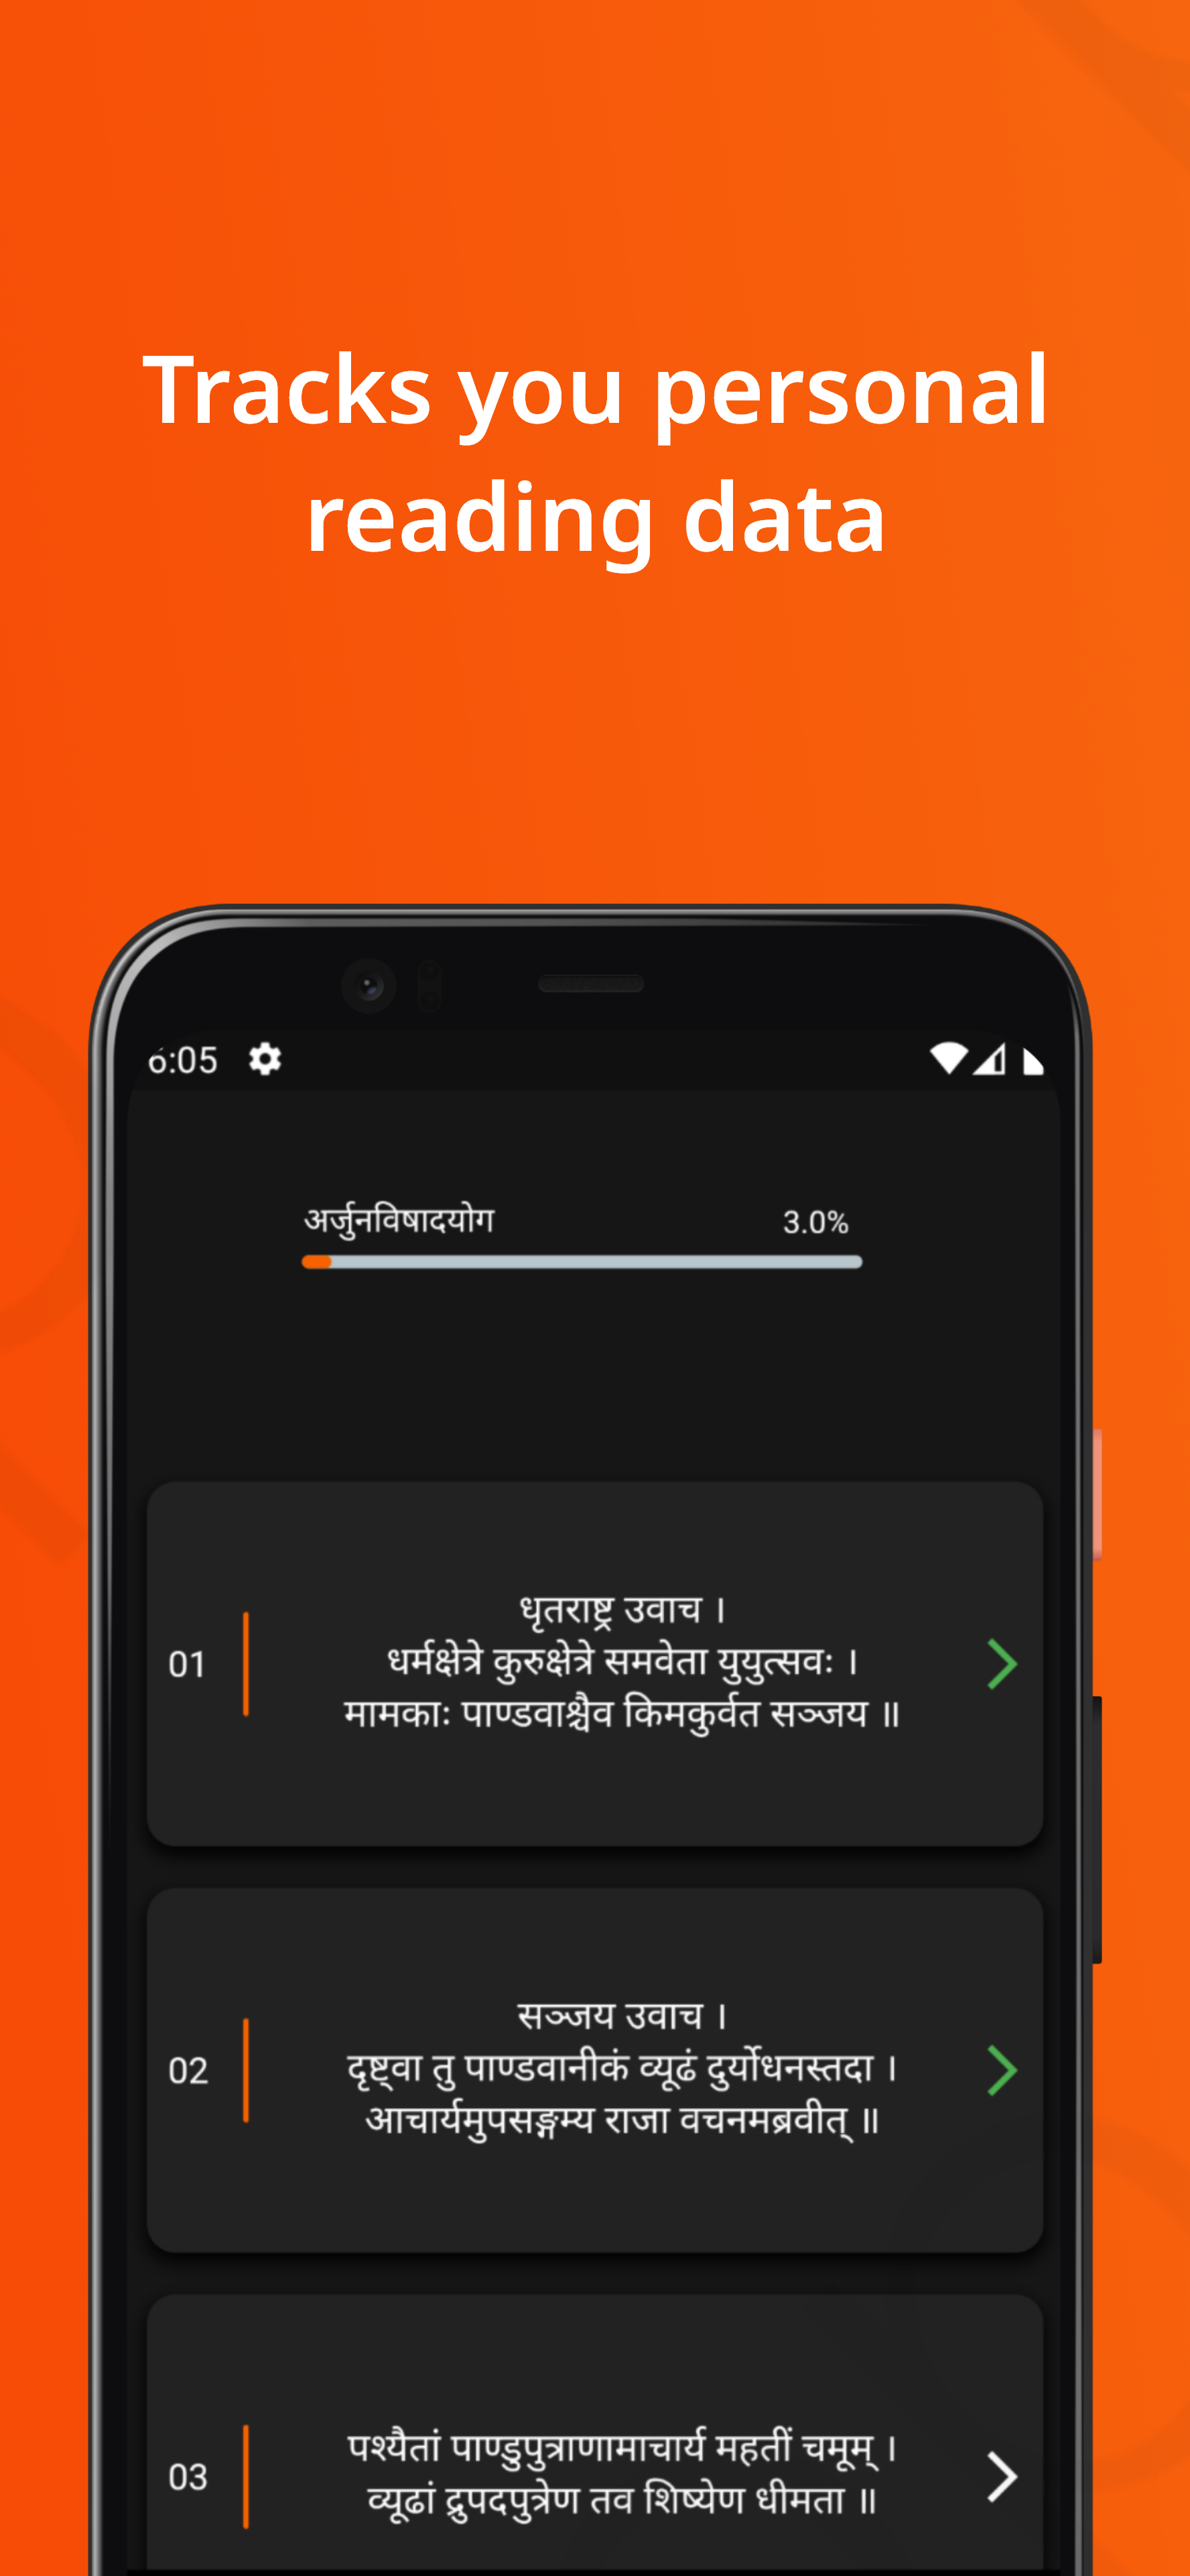 Tracks you personal
reading data
6:05
अर्जुनविषादयोग 3.0%
01
धृतराष्ट्र उवाच ।
धर्मक्षेत्रे कुरुक्षेत्रे समवेता युयुत्सवः ।
मामकाः पाण्डवाश्चैव किमकुर्वत सञ्जय ॥
02
सञ्जय उवाच ।
दृष्ट्वा तु पाण्डवानीकं व्यूढं दुर्योधनस्तदा ।
आचार्यमुपसङ्गम्य राजा वचनमब्रवीत् ॥
03
पश्यैतां पाण्डुपुत्राणामाचार्य महतीं चमूम् ।
व्यूढां द्रुपदपुत्रेण तव शिष्येण धीमता ॥